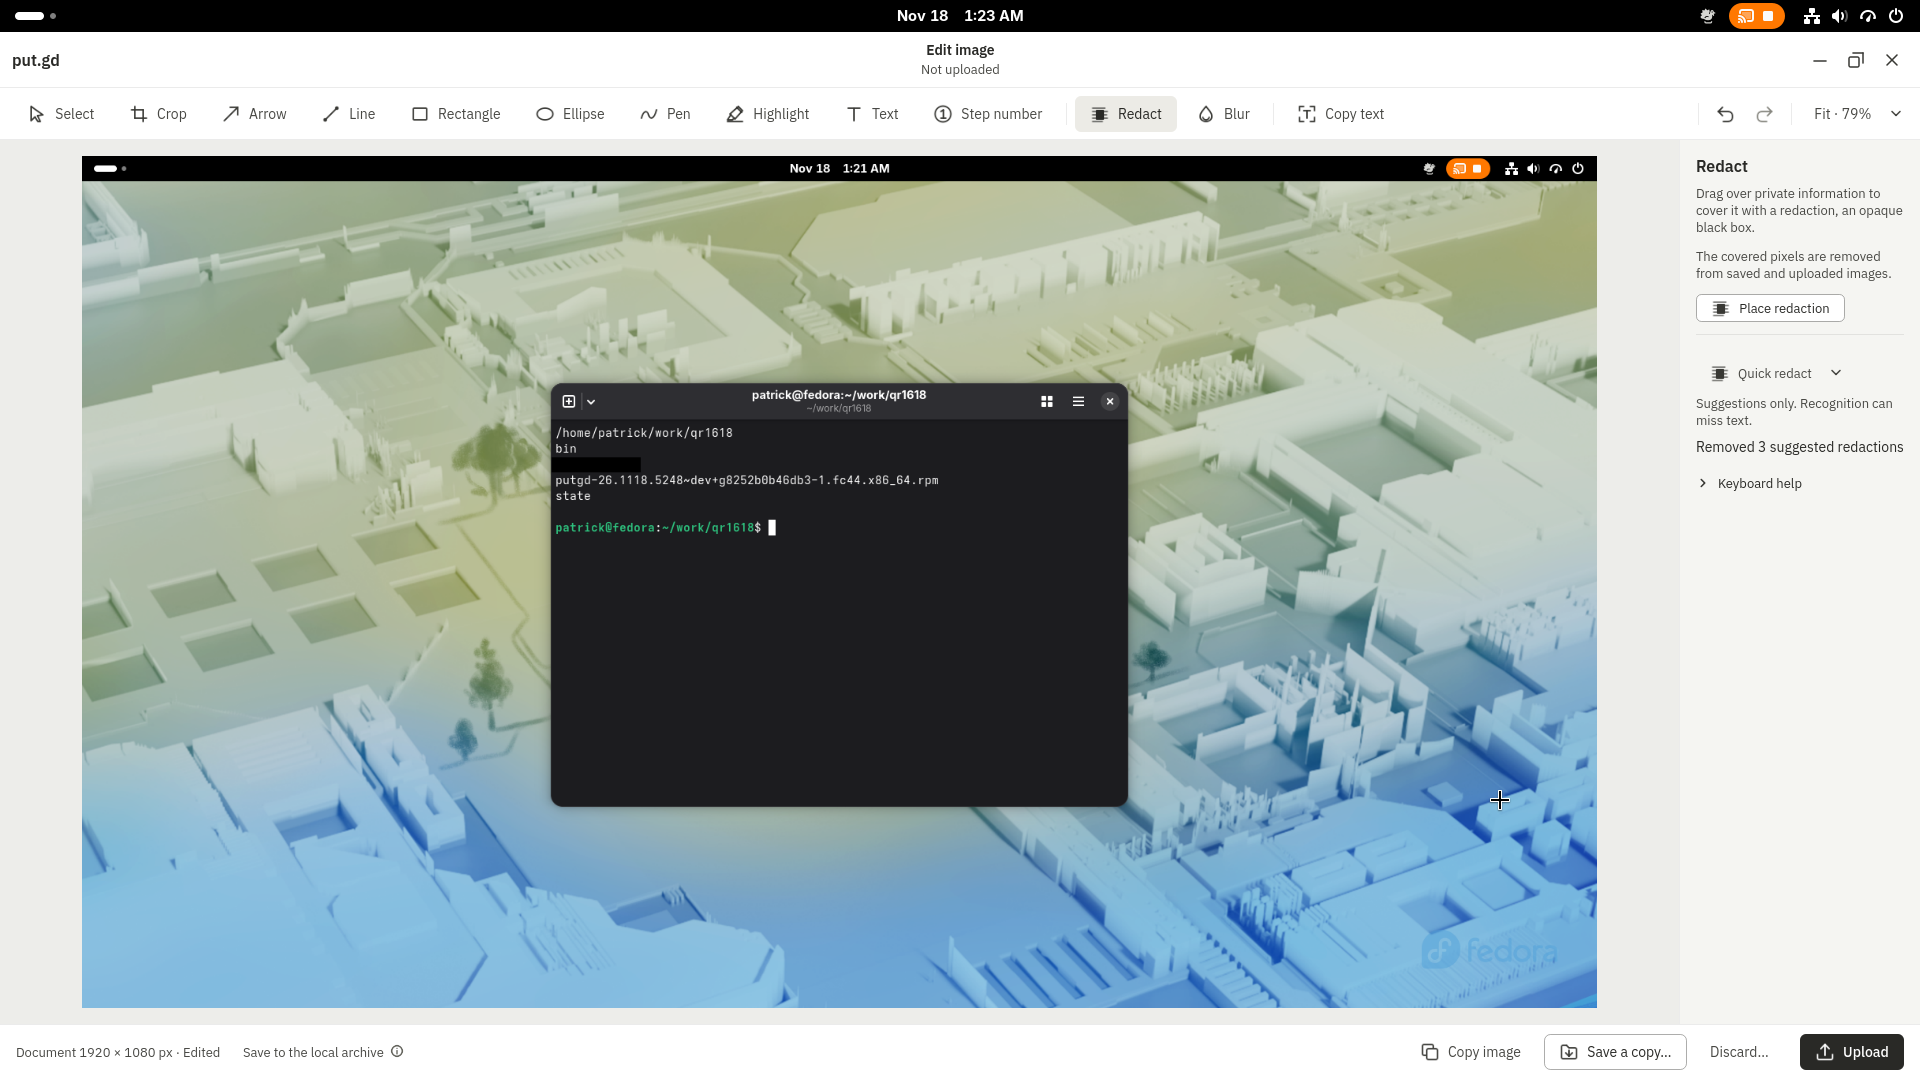 Nov 18 1:23 AM
put.gd
Edit image
Not uploaded
Select Crop Arrow Line Rectangle Ellipse Pen Highlight Text Step number Redact Blur Copy text Fit · 79%
Nov 18 1:21 AM
patrick@fedora:~/work/qr1618
~/work/qr1618
/home/patrick/work/qr1618
bin
putgd-26.1118.5248~dev+g8252b0b46db3-1.fc44.x86_64.rpm
state
patrick@fedora:~/work/qr1618$
fedora
Redact
Drag over private information to
cover it with a redaction, an opaque
black box.
The covered pixels are removed
from saved and uploaded images.
Place redaction
Quick redact
Suggestions only. Recognition can
miss text.
Removed 3 suggested redactions
Keyboard help
Document 1920 × 1080 px · Edited Save to the local archive Copy image Save a copy... Discard... Upload